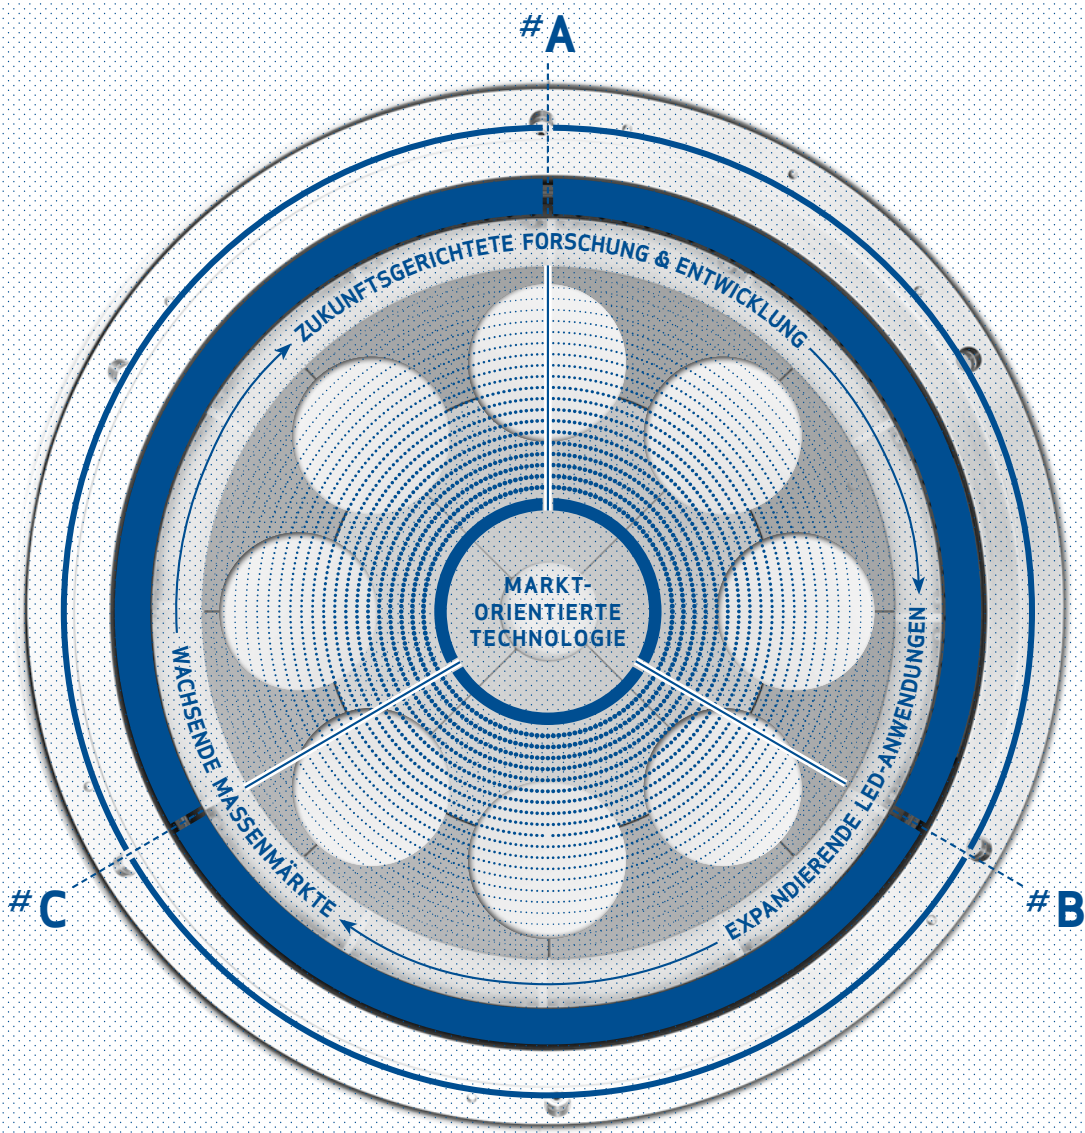 #A
ZUKUNFTSGERICHTETE FORSCHUNG & ENTWICKLUNG
MARKT-
ORIENTIERTE
TECHNOLOGIE
EXPANDIERENDE LED-ANWENDUNGEN
WACHSENDE MASSENMÄRKTE
#C
#B